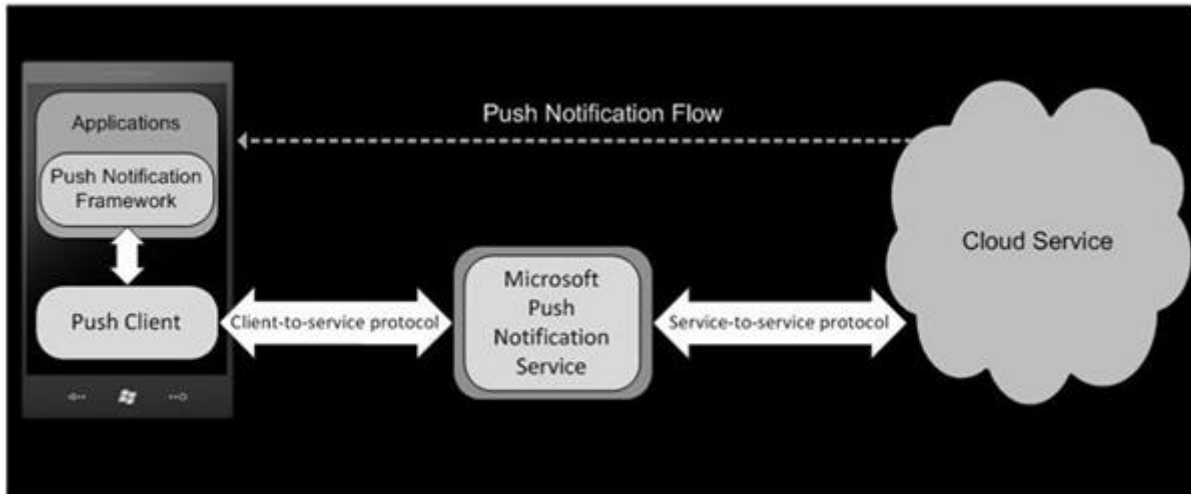 Applications
Push Notification
Framework
Push Client
Push Notification Flow
Client-to-service protocol
Microsoft
Push
Notification
Service
Service-to-service protocol
Cloud Service